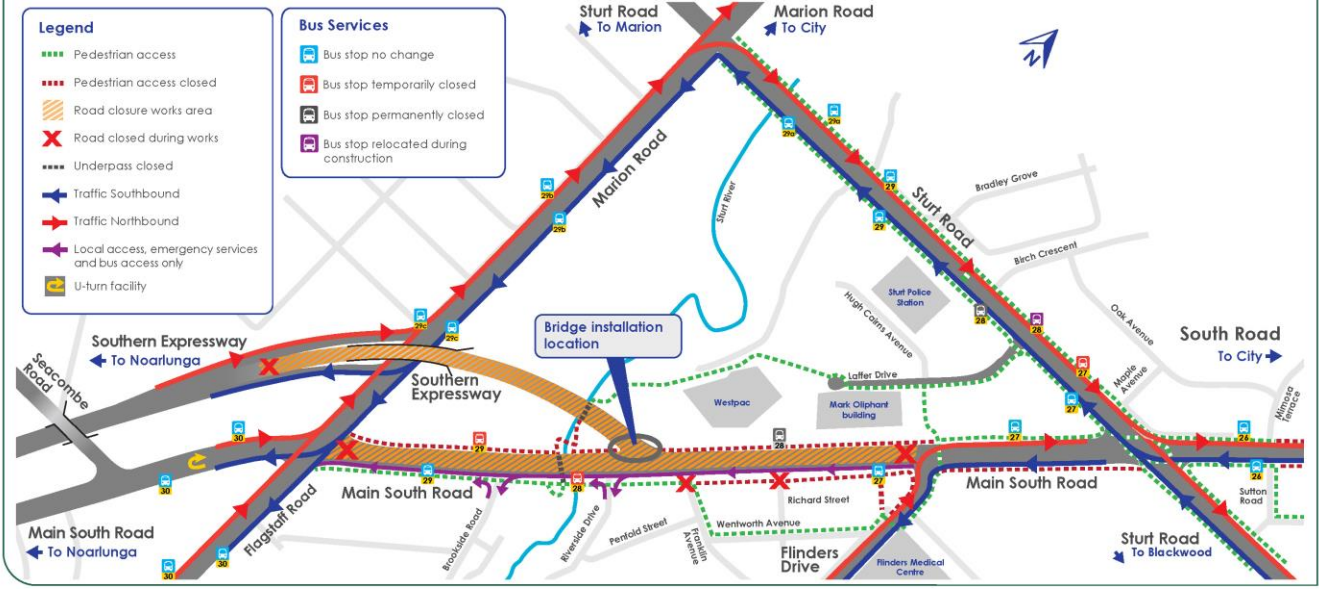 Legend
Pedestrian access
Pedestrian access closed
Road closure works area
Road closed during works
Underpass closed
Traffic Southbound
Traffic Northbound
Local access, emergency services
and bus access only
U-turn facility
Bus Services
Bus stop no change
Bus stop temporarily closed
Bus stop permanently closed
Bus stop relocated during
construction
Sturt Road
To Marion
Marion Road
To City
N
29a
29a
Marion Road
29b
29b
Sturt River
29
29
Sturt Road
Bradley Grove
Birch Crescent
Sturt Police
Station
Hugh Cairns Avenue
28
28
Oak Avenue
South Road
To City
29c
29c
Bridge installation
location
Southern Expressway
To Noarlunga
Seacombe
Road
Southern
Expressway
Westpac
Laffer Drive
Mark Oliphant
building
27
27
Maple
Avenue
Mimosa
Terrace
30
30
29
28
27
26
29
28
27
26
Main South Road
Main South Road
Richard Street
Sutton
Road
Main South Road
To Noarlunga
30
30
Flagstaff Road
Brookside Road
Riverside Drive
Penfold Street
Franklin
Avenue
Wentworth Avenue
Flinders
Drive
Flinders Medical
Centre
Sturt Road
To Blackwood